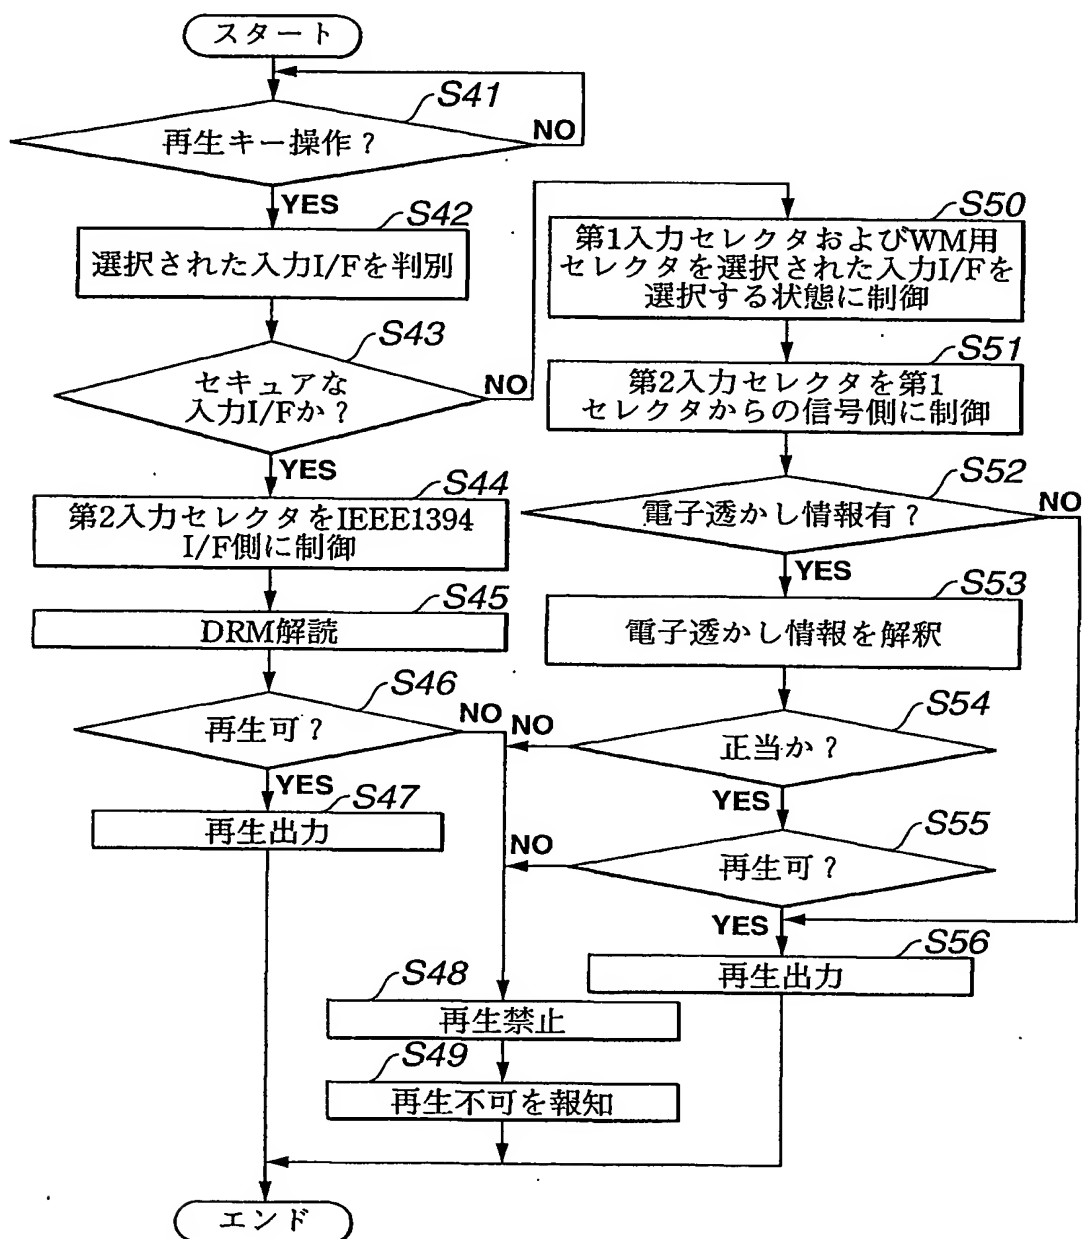 スタート
S41
再生キー操作?
NO
YES
S42
選択された入力I/Fを判別
S43
セキュアな
入力I/Fか?
NO
YES
S44
第2入力セレクタをIEEE1394
I/F側に制御
S45
DRM解読
S46
再生可?
NO
YES
S47
再生出力
S48
再生禁止
S49
再生不可を報知
S50
第1入力セレクタおよびWM用
セレクタを選択された入力I/Fを
選択する状態に制御
S51
第2入力セレクタを第1
セレクタからの信号側に制御
S52
電子透かし情報有?
NO
YES
S53
電子透かし情報を解釈
S54
正当か?
NO
YES
S55
再生可?
NO
YES
S56
再生出力
エンド